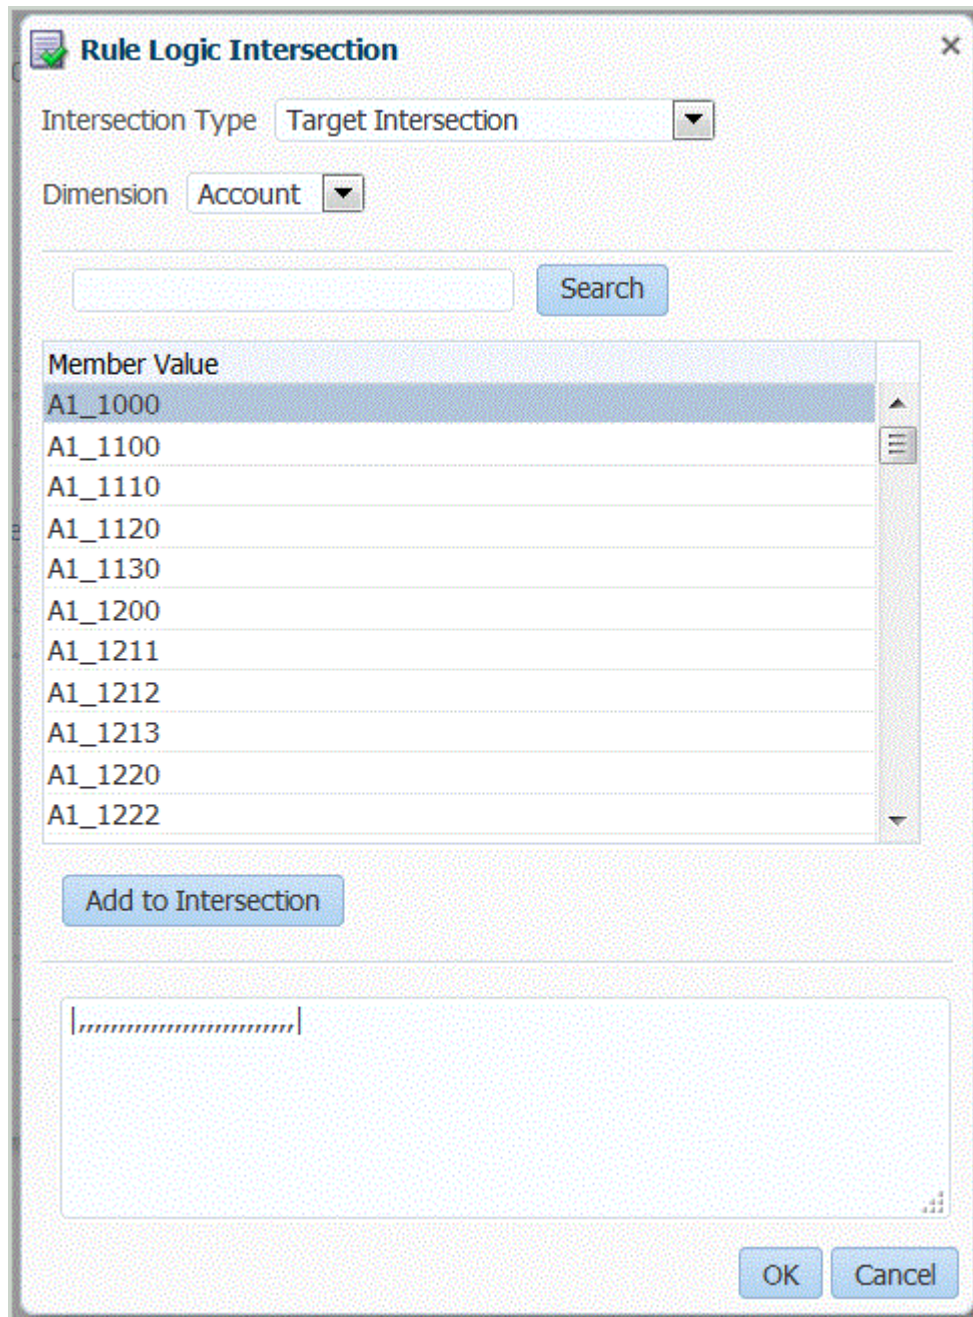 Rule Logic Intersection
Intersection Type Target Intersection
Dimension Account
Search
Member Value
A1_1000
A1_1100
A1_1110
A1_1120
A1_1130
A1_1200
A1_1211
A1_1212
A1_1213
A1_1220
A1_1222
Add to Intersection
|,,,,,,,,,,,,,,,,,,,,,,,,,,,|
OK Cancel